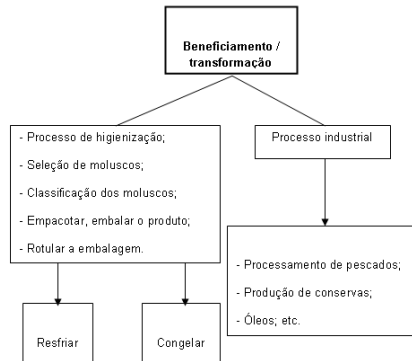 Beneficiamento /
transformação
- Processo de higienização;
- Seleção de moluscos;
- Classificação dos moluscos;
- Empacotar, embalar o produto;
- Rotular a embalagem.
Processo industrial
- Processamento de pescados;
- Produção de conservas;
- Óleos; etc.
Resfriar
Congelar